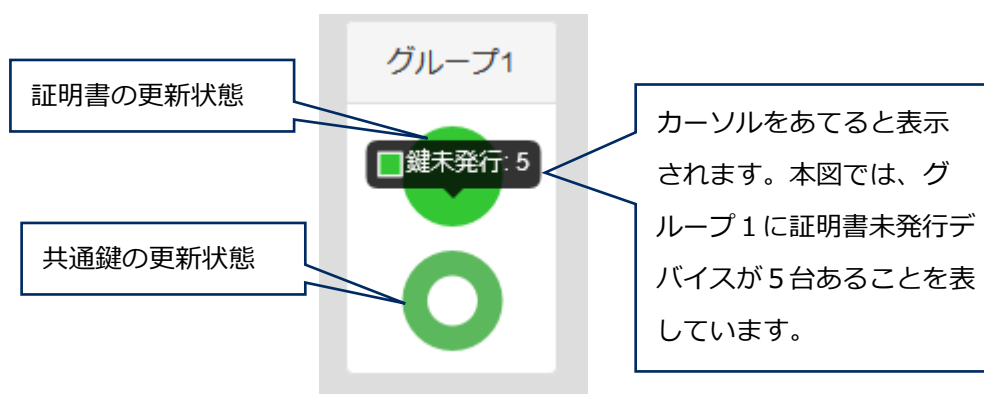 グループ1
証明書の更新状態
鍵未発行: 5
カーソルをあてると表示
されます。本図では、グ
ループ１に証明書未発行デ
バイスが５台あることを表
しています。
共通鍵の更新状態